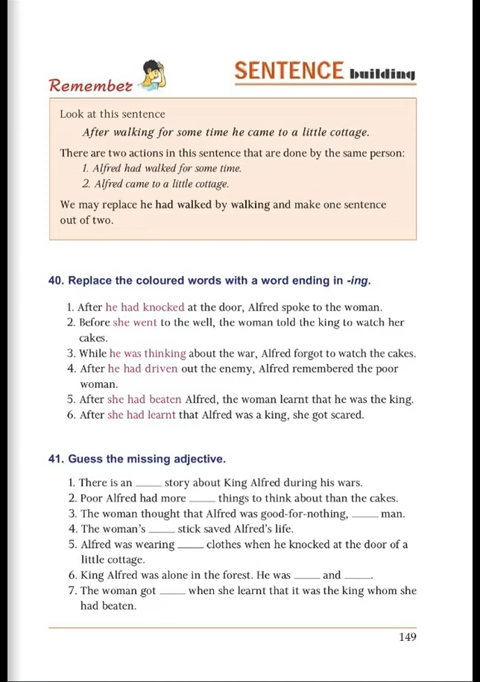 Remember
SENTENCE building
Look at this sentence
After walking for some time he came to a little cottage.
There are two actions in this sentence that are done by the same person:
1. Alfred had walked for some time.
2. Alfred came to a little cottage.
We may replace he had walked by walking and make one sentence
out of two.
40. Replace the coloured words with a word ending in -ing.
1. After he had knocked at the door, Alfred spoke to the woman.
2. Before she went to the well, the woman told the king to watch her
cakes.
3. While he was thinking about the war, Alfred forgot to watch the cakes.
4. After he had driven out the enemy, Alfred remembered the poor
woman.
5. After she had beaten Alfred, the woman learnt that he was the king.
6. After she had learnt that Alfred was a king, she got scared.
41. Guess the missing adjective.
1. There is an _____ story about King Alfred during his wars.
2. Poor Alfred had more _____ things to think about than the cakes.
3. The woman thought that Alfred was good-for-nothing, _____ man.
4. The woman's _____ stick saved Alfred's life.
5. Alfred was wearing _____ clothes when he knocked at the door of a
little cottage.
6. King Alfred was alone in the forest. He was _____ and _____.
7. The woman got _____ when she learnt that it was the king whom she
had beaten.
149